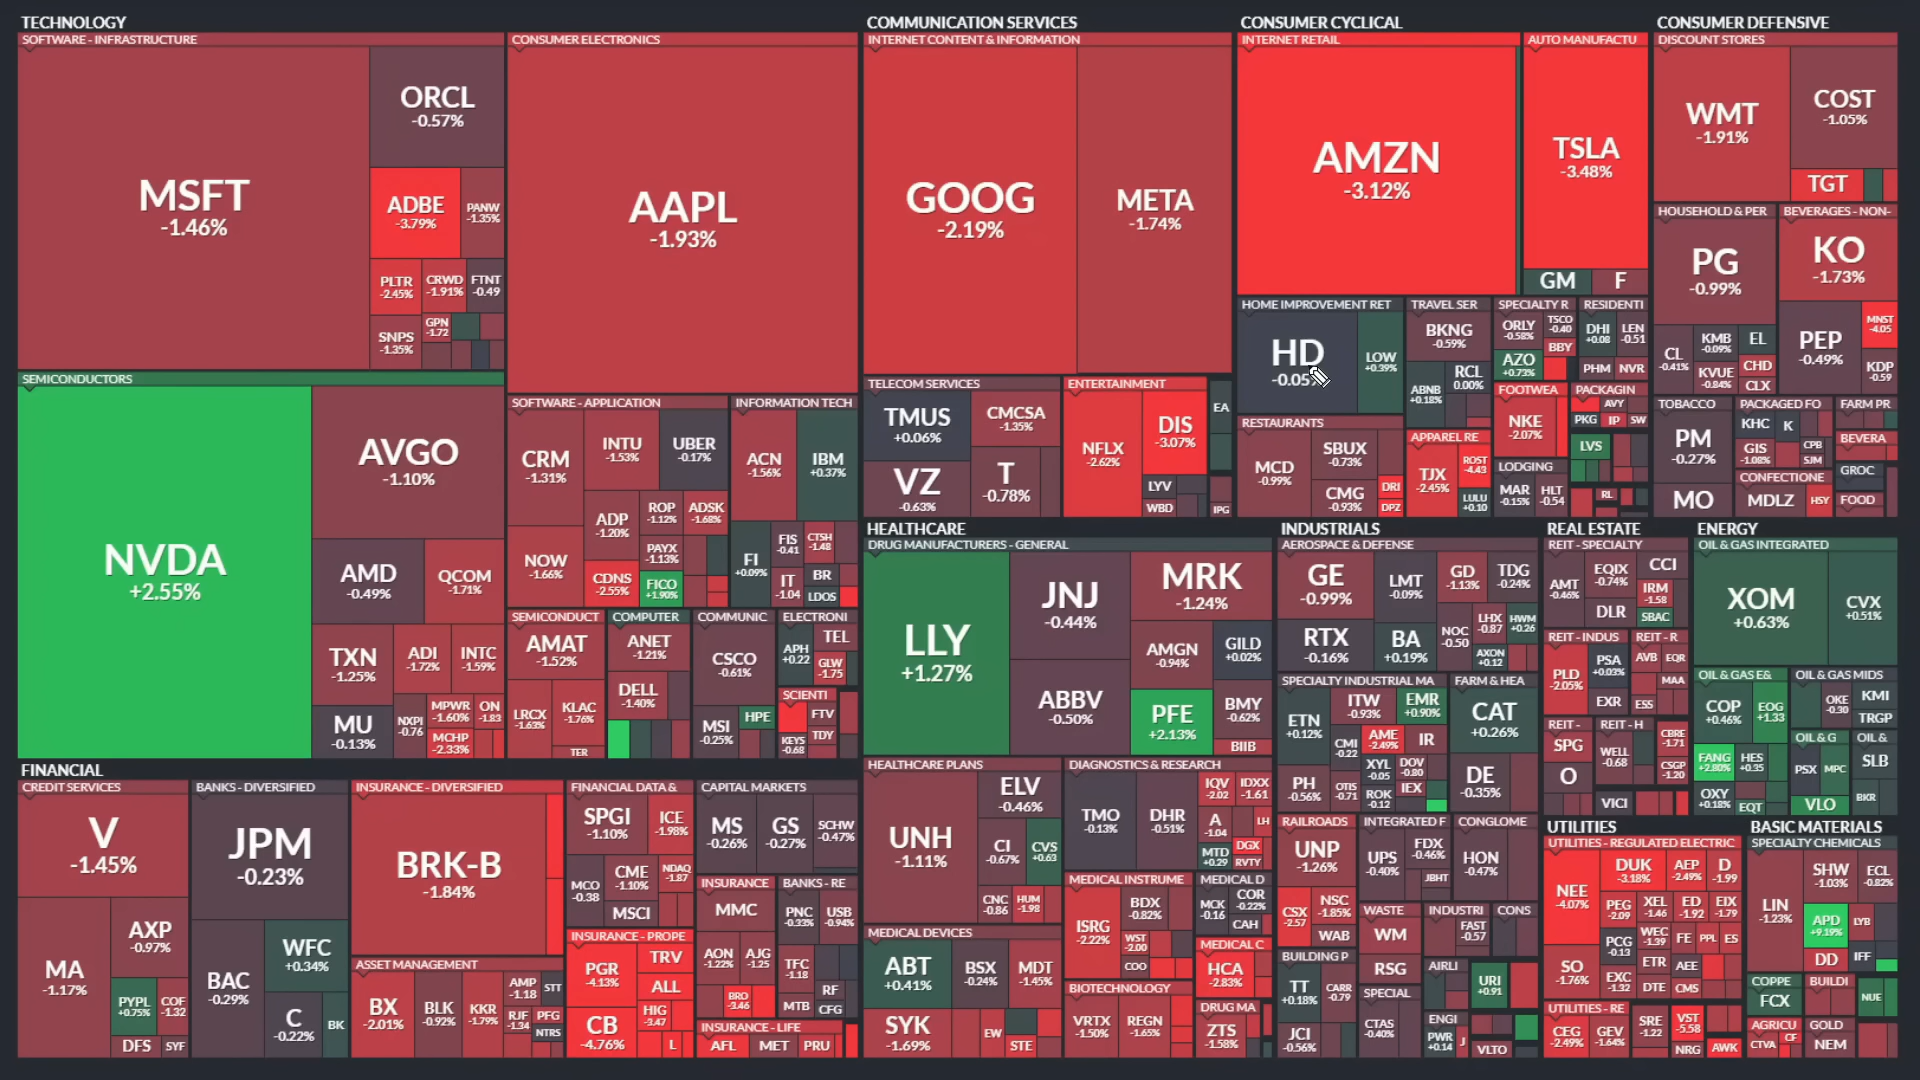 TECHNOLOGY
SOFTWARE - INFRASTRUCTURE
MSFT
-1.46%
ORCL
-0.57%
ADBE
-3.79%
PANW
-1.35%
PLTR
-2.45%
CRWD
-1.91%
FTNT
-0.49
SNPS
-1.35%
GPN
-1.72
CONSUMER ELECTRONICS
AAPL
-1.93%
SEMICONDUCTORS
NVDA
+2.55%
AVGO
-1.10%
AMD
-0.49%
QCOM
-1.71%
TXN
-1.25%
ADI
-1.72%
INTC
-1.59%
MU
-0.13%
NXPI
-0.76
MPWR
-1.60%
ON
-1.83
MCHP
-2.33%
SOFTWARE - APPLICATION
CRM
-1.31%
INTU
-1.53%
UBER
-0.17%
NOW
-1.66%
ADP
-1.20%
ROP
-1.12%
ADSK
-1.68%
PAYX
-1.13%
CDNS
-2.55%
FICO
+1.90%
INFORMATION TECH
ACN
-1.56%
IBM
+0.37%
FI
+0.09%
FIS
-0.41
CTSH
-1.48
IT
-1.04
BR
LDOS
SEMICONDUCT
AMAT
-1.52%
LRCX
-1.63%
KLAC
-1.76%
TER
COMPUTER
ANET
-1.21%
DELL
-1.40%
COMMUNIC
CSCO
-0.61%
MSI
-0.25%
HPE
ELECTRONI
APH
+0.22
TEL
GLW
-1.75
SCIENTI
FTV
KEYS
-0.68
TDY
COMMUNICATION SERVICES
INTERNET CONTENT & INFORMATION
GOOG
-2.19%
META
-1.74%
TELECOM SERVICES
TMUS
+0.06%
CMCSA
-1.35%
VZ
-0.63%
T
-0.78%
ENTERTAINMENT
NFLX
-2.62%
DIS
-3.07%
LYV
WBD
EA
IPG
CONSUMER CYCLICAL
INTERNET RETAIL
AMZN
-3.12%
AUTO MANUFACTU
TSLA
-3.48%
GM
F
HOME IMPROVEMENT RET
HD
-0.05%
LOW
+0.39%
TRAVEL SER
BKNG
-0.59%
ABNB
+0.18%
RCL
0.00%
SPECIALTY R
ORLY
-0.58%
TSCO
-0.40
BBY
AZO
+0.73%
RESIDENTI
DHI
+0.08
LEN
-0.51
PHM
NVR
RESTAURANTS
MCD
-0.99%
SBUX
-0.73%
CMG
-0.93%
DRI
DPZ
APPAREL RE
TJX
-2.45%
ROST
-4.43
LULU
+0.10
FOOTWEA
NKE
-2.07%
PACKAGIN
AVY
PKG
IP
SW
LVS
LODGING
MAR
-0.15%
HLT
-0.54
RL
CONSUMER DEFENSIVE
DISCOUNT STORES
WMT
-1.91%
COST
-1.05%
TGT
HOUSEHOLD & PER
PG
-0.99%
CL
-0.41%
KMB
-0.09%
EL
KVUE
-0.84%
CHD
CLX
BEVERAGES - NON-
KO
-1.73%
PEP
-0.49%
MNST
-4.05
KDP
-0.59
TOBACCO
PM
-0.27%
MO
PACKAGED FO
KHC
K
GIS
-1.08%
CPB
SJM
CONFECTIONE
MDLZ
HSY
FARM PR
BEVERA
GROC
FOOD
HEALTHCARE
DRUG MANUFACTURERS - GENERAL
LLY
+1.27%
JNJ
-0.44%
MRK
-1.24%
ABBV
-0.50%
AMGN
-0.94%
GILD
+0.02%
PFE
+2.13%
BMY
-0.62%
BIIB
HEALTHCARE PLANS
UNH
-1.11%
ELV
-0.46%
CI
-0.67%
CVS
+0.63
CNC
-0.86
HUM
-1.98
DIAGNOSTICS & RESEARCH
TMO
-0.13%
DHR
-0.51%
IQV
-2.02
IDXX
-1.61
A
-1.04
LH
MTD
+0.29
DGX
RVTY
MEDICAL DEVICES
ABT
+0.41%
BSX
-0.24%
MDT
-1.45%
SYK
-1.69%
EW
STE
MEDICAL INSTRUME
ISRG
-2.22%
BDX
-0.82%
WST
-2.00
COO
MEDICAL D
MCK
-0.16
COR
-0.22%
CAH
MEDICAL C
HCA
-2.83%
BIOTECHNOLOGY
VRTX
-1.50%
REGN
-1.65%
DRUG MA
ZTS
-1.58%
INDUSTRIALS
AEROSPACE & DEFENSE
GE
-0.99%
LMT
-0.09%
GD
-1.13%
TDG
-0.24%
RTX
-0.16%
BA
+0.19%
NOC
-0.50
LHX
-0.87
HWM
+0.26
AXON
+0.12
SPECIALTY INDUSTRIAL MA
ETN
+0.12%
ITW
-0.93%
EMR
+0.90%
CMI
-0.22
AME
-2.49%
IR
PH
-0.56%
OTIS
-0.71
XYL
-0.05
DOV
-0.80
ROK
-0.12
IEX
FARM & HEA
CAT
+0.26%
DE
-0.35%
RAILROADS
UNP
-1.26%
CSX
-2.57
NSC
-1.85%
WAB
INTEGRATED F
UPS
-0.40%
FDX
-0.46%
JBHT
CONGLOME
HON
-0.47%
WASTE
WM
RSG
INDUSTRI
FAST
-0.57
CONS
BUILDING P
TT
+0.18%
CARR
-0.79
JCI
-0.56%
SPECIAL
CTAS
-0.40%
AIRLI
URI
+0.91
ENGI
PWR
+0.14
J
VLTO
REAL ESTATE
REIT - SPECIALTY
AMT
-0.46%
EQIX
-0.74%
CCI
DLR
IRM
-1.58
SBAC
REIT - INDUS
PLD
-2.05%
PSA
+0.03%
EXR
REIT - R
AVB
EQR
MAA
ESS
REIT -
SPG
O
REIT - H
WELL
-0.68
VICI
CBRE
-1.71
CSGP
-1.20
ENERGY
OIL & GAS INTEGRATED
XOM
+0.63%
CVX
+0.51%
OIL & GAS E&
COP
+0.46%
EOG
+1.33
FANG
+2.80%
HES
+0.35
OXY
+0.18%
EQT
OIL & GAS MIDS
OKE
-0.30
KMI
TRGP
OIL & G
PSX
MPC
VLO
OIL &
SLB
BKR
UTILITIES
UTILITIES - REGULATED ELECTRIC
NEE
-4.07%
DUK
-3.18%
AEP
-2.49%
D
-1.99
SO
-1.76%
PEG
-2.09
XEL
-1.46
ED
-1.92
EIX
-1.79
PCG
-0.13
WEC
-1.39
FE
PPL
ES
EXC
-1.32
ETR
AEE
DTE
CMS
UTILITIES - RE
CEG
-2.49%
GEV
-1.64%
SRE
-1.22
VST
-5.58
NRG
AWK
BASIC MATERIALS
SPECIALTY CHEMICALS
LIN
-1.23%
SHW
-1.03%
ECL
-0.82%
APD
+9.19%
LYB
DD
IFF
COPPE
FCX
BUILDI
NUE
AGRICU
CTVA
CF
GOLD
NEM
FINANCIAL
CREDIT SERVICES
V
-1.45%
MA
-1.17%
AXP
-0.97%
PYPL
+0.75%
COF
-1.32
DFS
SYF
BANKS - DIVERSIFIED
JPM
-0.23%
BAC
-0.29%
WFC
+0.34%
C
-0.22%
BK
INSURANCE - DIVERSIFIED
BRK-B
-1.84%
ASSET MANAGEMENT
BX
-2.01%
BLK
-0.92%
KKR
-1.79%
AMP
-1.18
STT
RJF
-1.34
PFG
NTRS
FINANCIAL DATA &
SPGI
-1.10%
ICE
-1.98%
MCO
-0.38
CME
-1.10%
NDAQ
-1.87
MSCI
CAPITAL MARKETS
MS
-0.26%
GS
-0.27%
SCHW
-0.47%
INSURANCE - PROPE
PGR
-4.13%
TRV
ALL
CB
-4.76%
HIG
-3.47
L
INSURANCE
MMC
AON
-1.22%
AJG
-1.25
BRO
-3.46
BANKS - RE
PNC
-0.33%
USB
-0.94%
TFC
-1.18
RF
MTB
CFG
INSURANCE - LIFE
AFL
MET
PRU